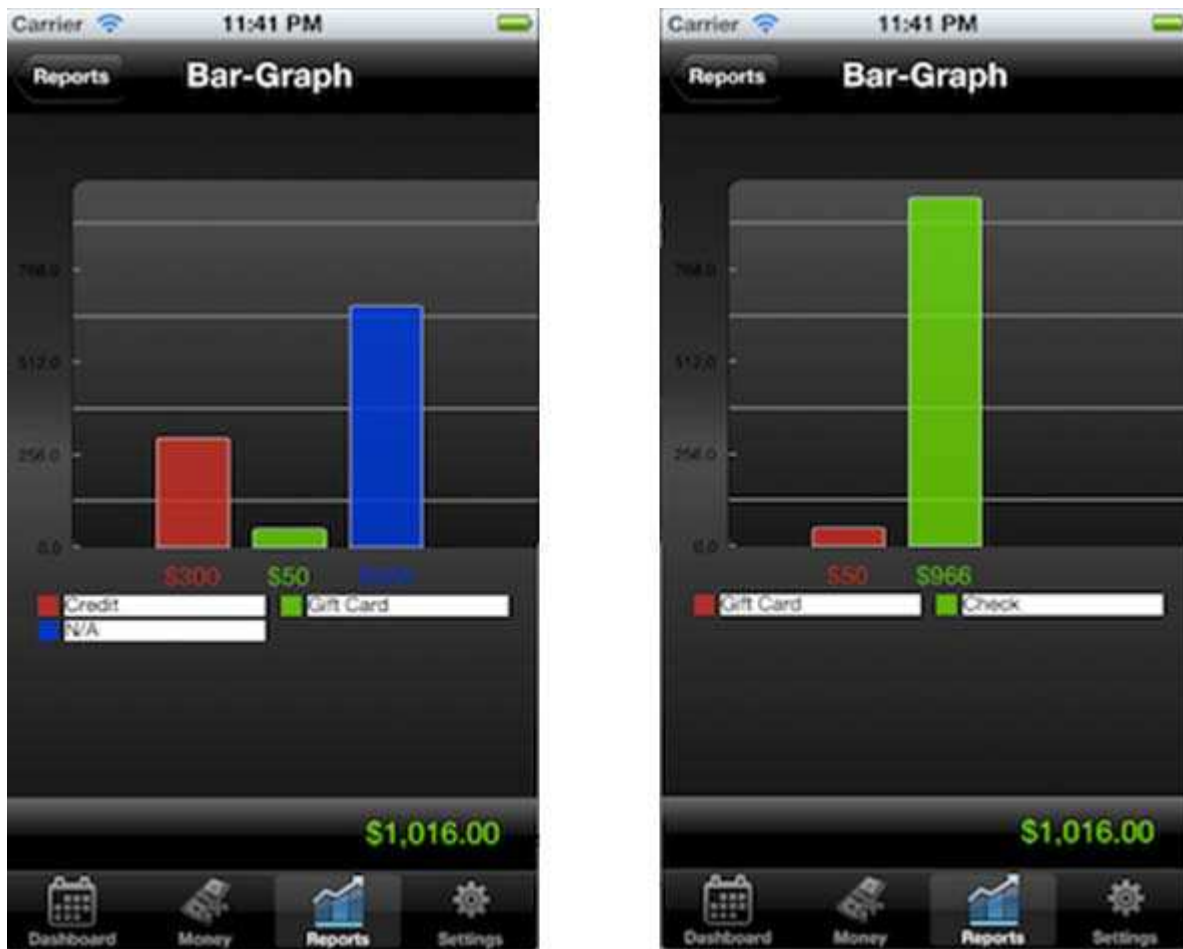 Carrier 11:41 PM
Reports Bar-Graph
768.0
512.0
256.0
0.0
$300 $50
Credit Gift Card
N/A
$1,016.00
Dashboard Money Reports Settings
Carrier 11:41 PM
Reports Bar-Graph
768.0
512.0
256.0
0.0
$50 $966
Gift Card Check
$1,016.00
Dashboard Money Reports Settings